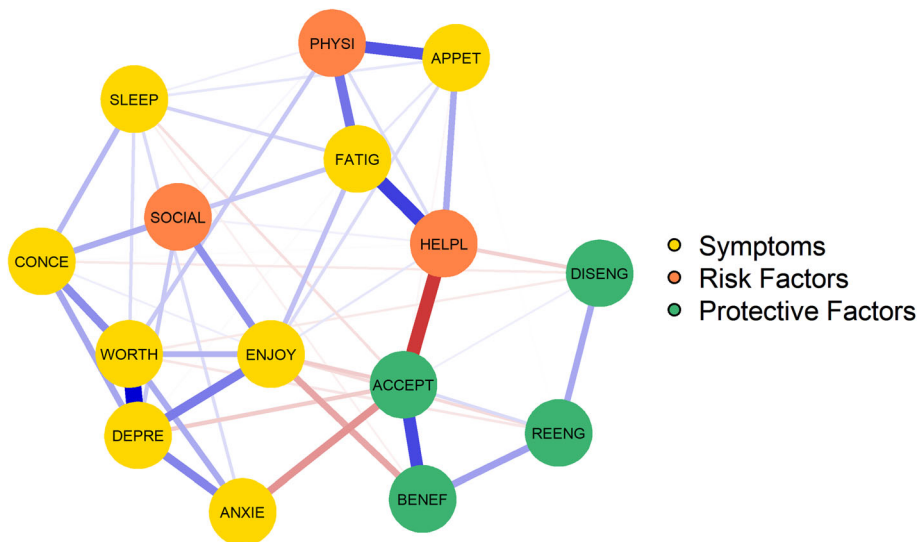 PHYSI
APPET
SLEEP
FATIG
SOCIAL
HELPL
CONCE
DISENG
WORTH
ENJOY
ACCEPT
DEPRE
REENG
BENEF
ANXIE
Symptoms
Risk Factors
Protective Factors